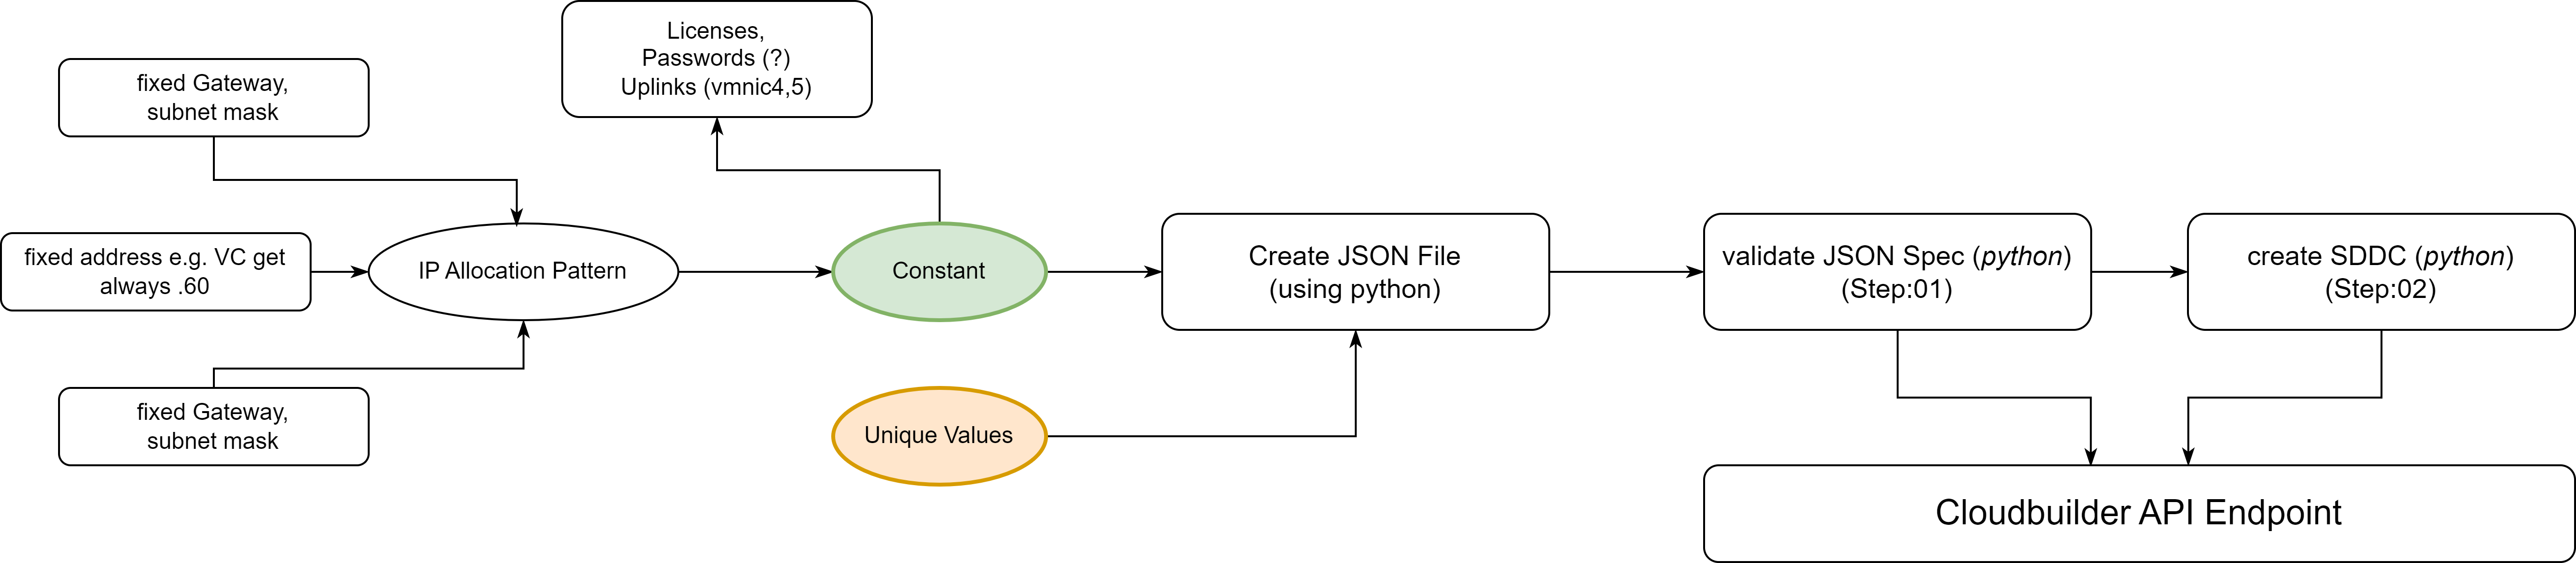 Licenses,
Passwords (?)
Uplinks (vmnic4,5)
fixed Gateway,
subnet mask
fixed address e.g. VC get
always .60
IP Allocation Pattern
Constant
Create JSON File
(using python)
validate JSON Spec (python)
(Step:01)
create SDDC (python)
(Step:02)
fixed Gateway,
subnet mask
Unique Values
Cloudbuilder API Endpoint